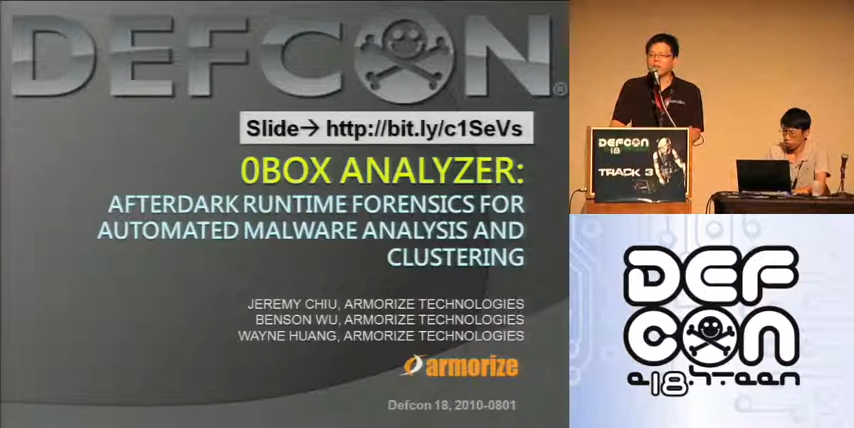 DEFCON®
Slide→ http://bit.ly/c1SeVs
0BOX ANALYZER:
AFTERDARK RUNTIME FORENSICS FOR
AUTOMATED MALWARE ANALYSIS AND
CLUSTERING
JEREMY CHIU, ARMORIZE TECHNOLOGIES
BENSON WU, ARMORIZE TECHNOLOGIES
WAYNE HUANG, ARMORIZE TECHNOLOGIES
armorize
Defcon 18, 2010-0801
DEFCON
18
TRACK 3
DEF
CON
e18hteen